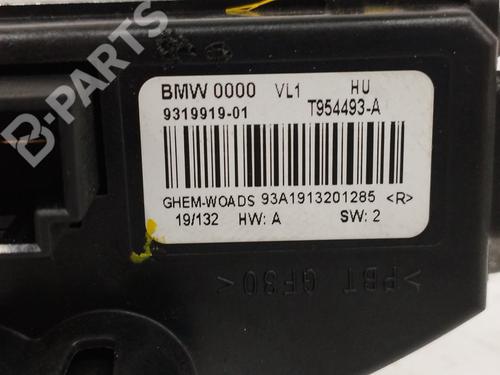 BMW 0000 VL1 HU
9319919-01 T954493-A
GHEM-WOADS 93A1913201285 <R>
19/132 HW: A SW: 2
>PBT GF30<
B-PARTS